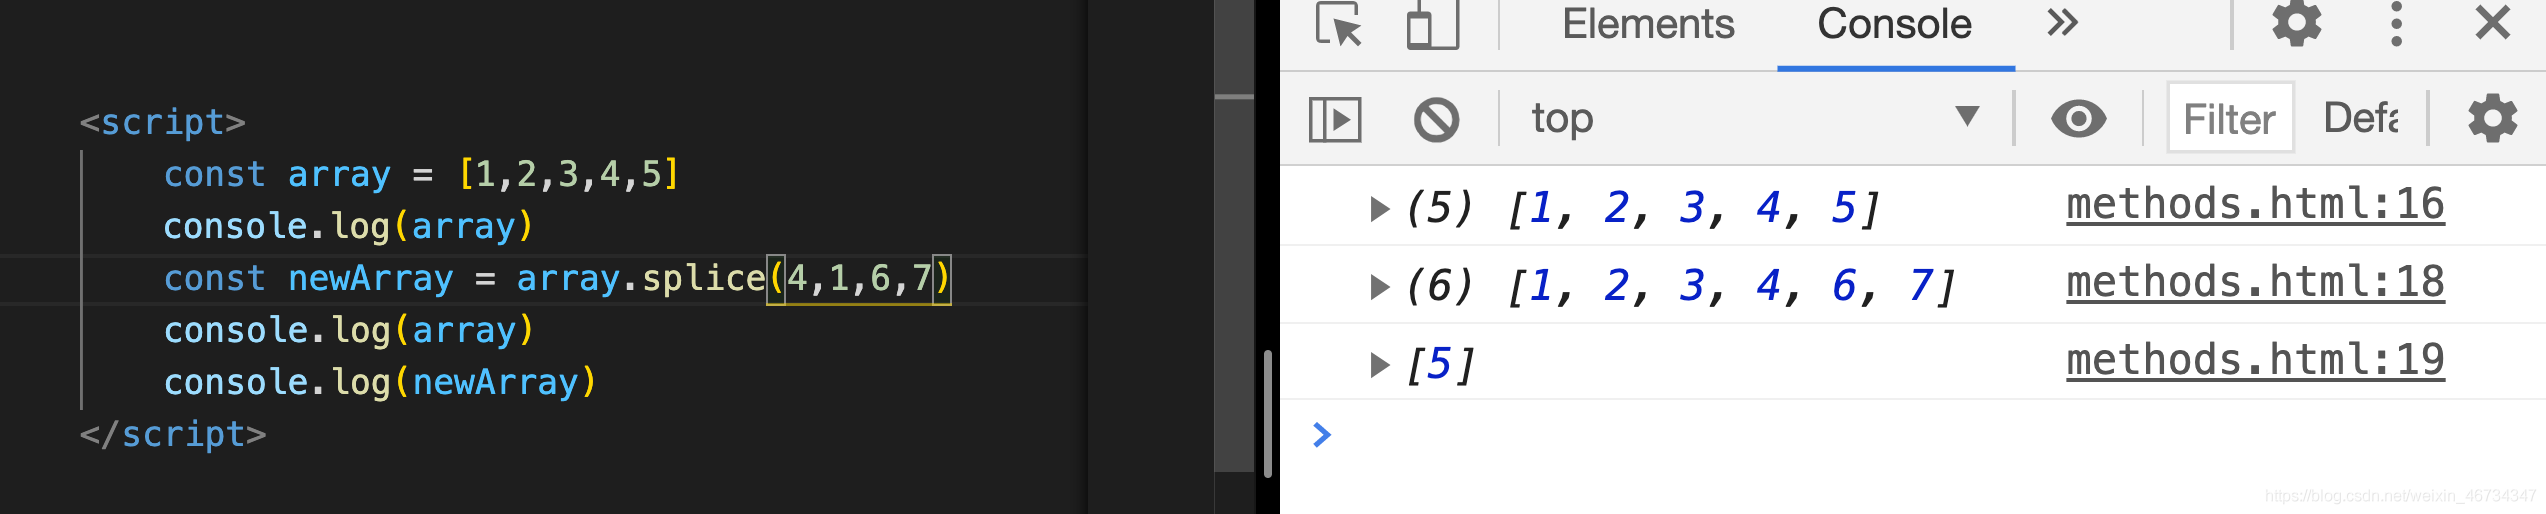 <script>
const array = [1,2,3,4,5]
console.log(array)
const newArray = array.splice(4,1,6,7)
console.log(array)
console.log(newArray)
</script>
Elements Console
top Filter Defa
(5) [1, 2, 3, 4, 5] methods.html:16
(6) [1, 2, 3, 4, 6, 7] methods.html:18
[5] methods.html:19
https://blog.csdn.net/weixin_46734347